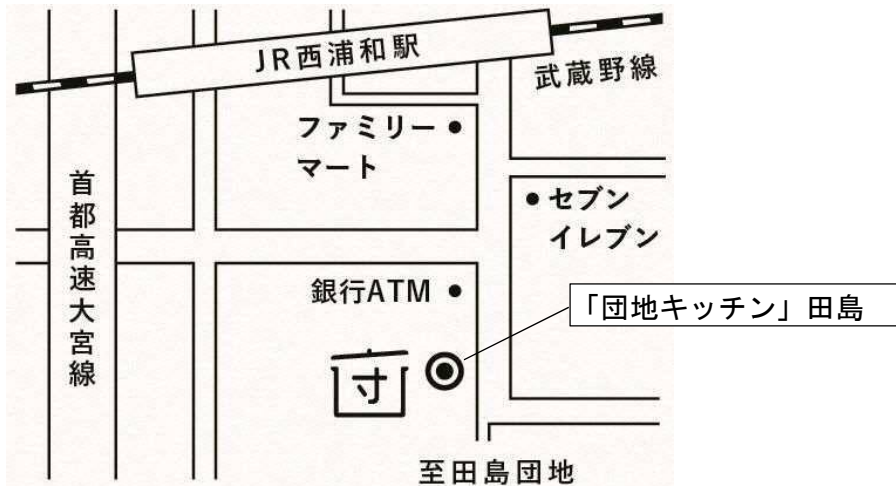 JR西浦和駅
武蔵野線
ファミリー
マート
首都高速大宮線
セブン
イレブン
銀行ATM
「団地キッチン」田島
至田島団地